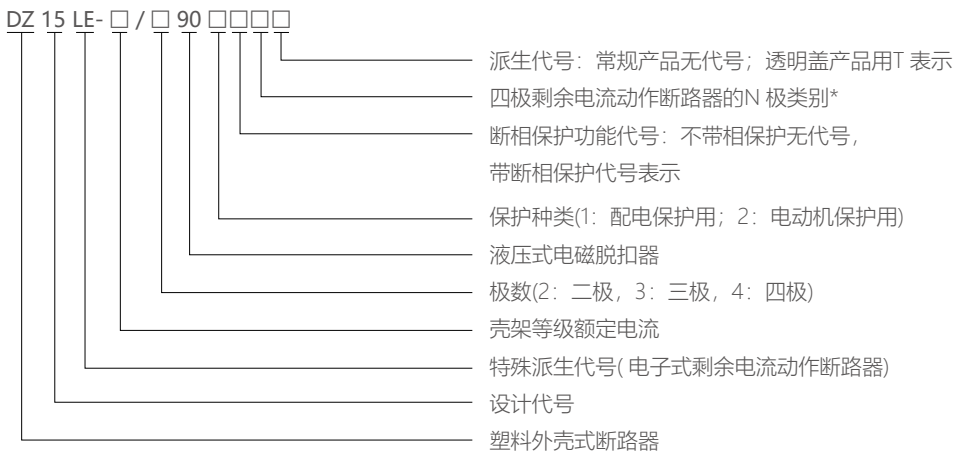 DZ 15 LE- □ / □ 90 □□□□
派生代号：常规产品无代号；透明盖产品用T 表示
四极剩余电流动作断路器的N 极类别*
断相保护功能代号：不带相保护无代号，
带断相保护代号表示
保护种类(1：配电保护用；2：电动机保护用)
液压式电磁脱扣器
极数(2：二极，3：三极，4：四极)
壳架等级额定电流
特殊派生代号( 电子式剩余电流动作断路器)
设计代号
塑料外壳式断路器